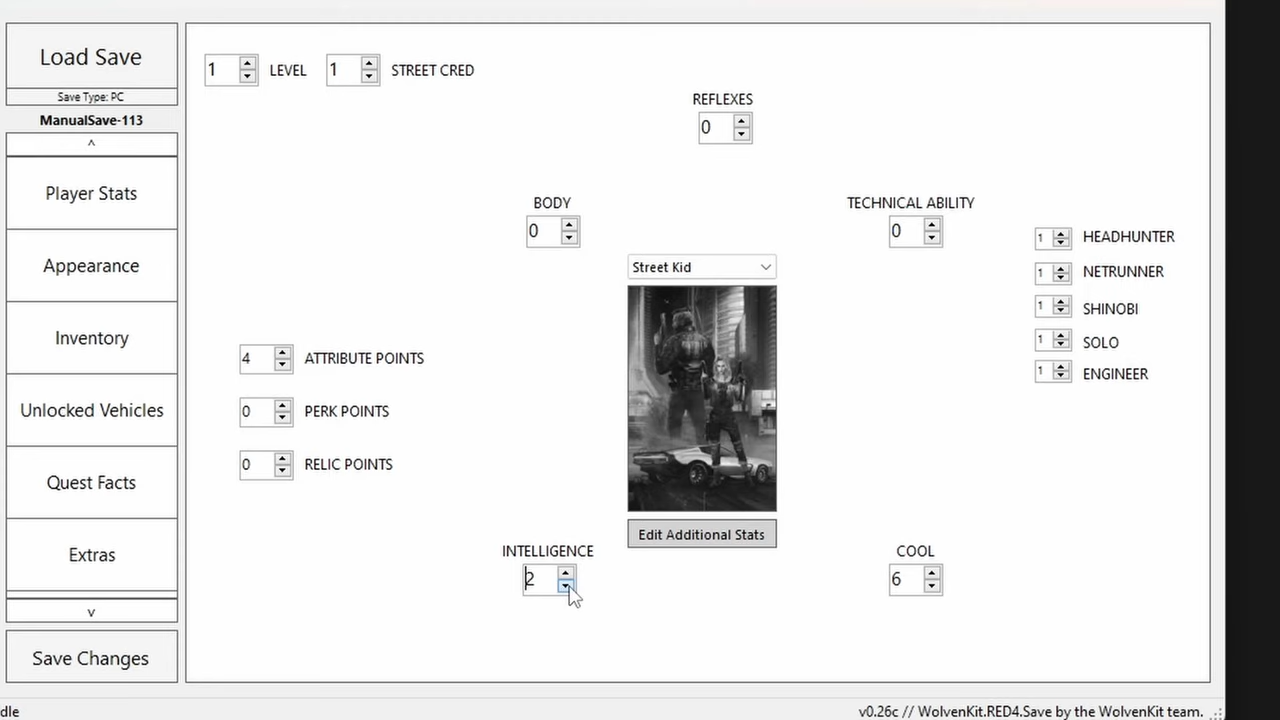 Load Save
Save Type: PC
ManualSave-113
^
Player Stats
Appearance
Inventory
Unlocked Vehicles
Quest Facts
Extras
v
Save Changes
1 LEVEL 1 STREET CRED
REFLEXES
0
BODY
0
TECHNICAL ABILITY
0
Street Kid
1 HEADHUNTER
1 NETRUNNER
1 SHINOBI
1 SOLO
1 ENGINEER
4 ATTRIBUTE POINTS
0 PERK POINTS
0 RELIC POINTS
Edit Additional Stats
INTELLIGENCE
2
COOL
6
dle
v0.26c // WolvenKit.RED4.Save by the WolvenKit team.